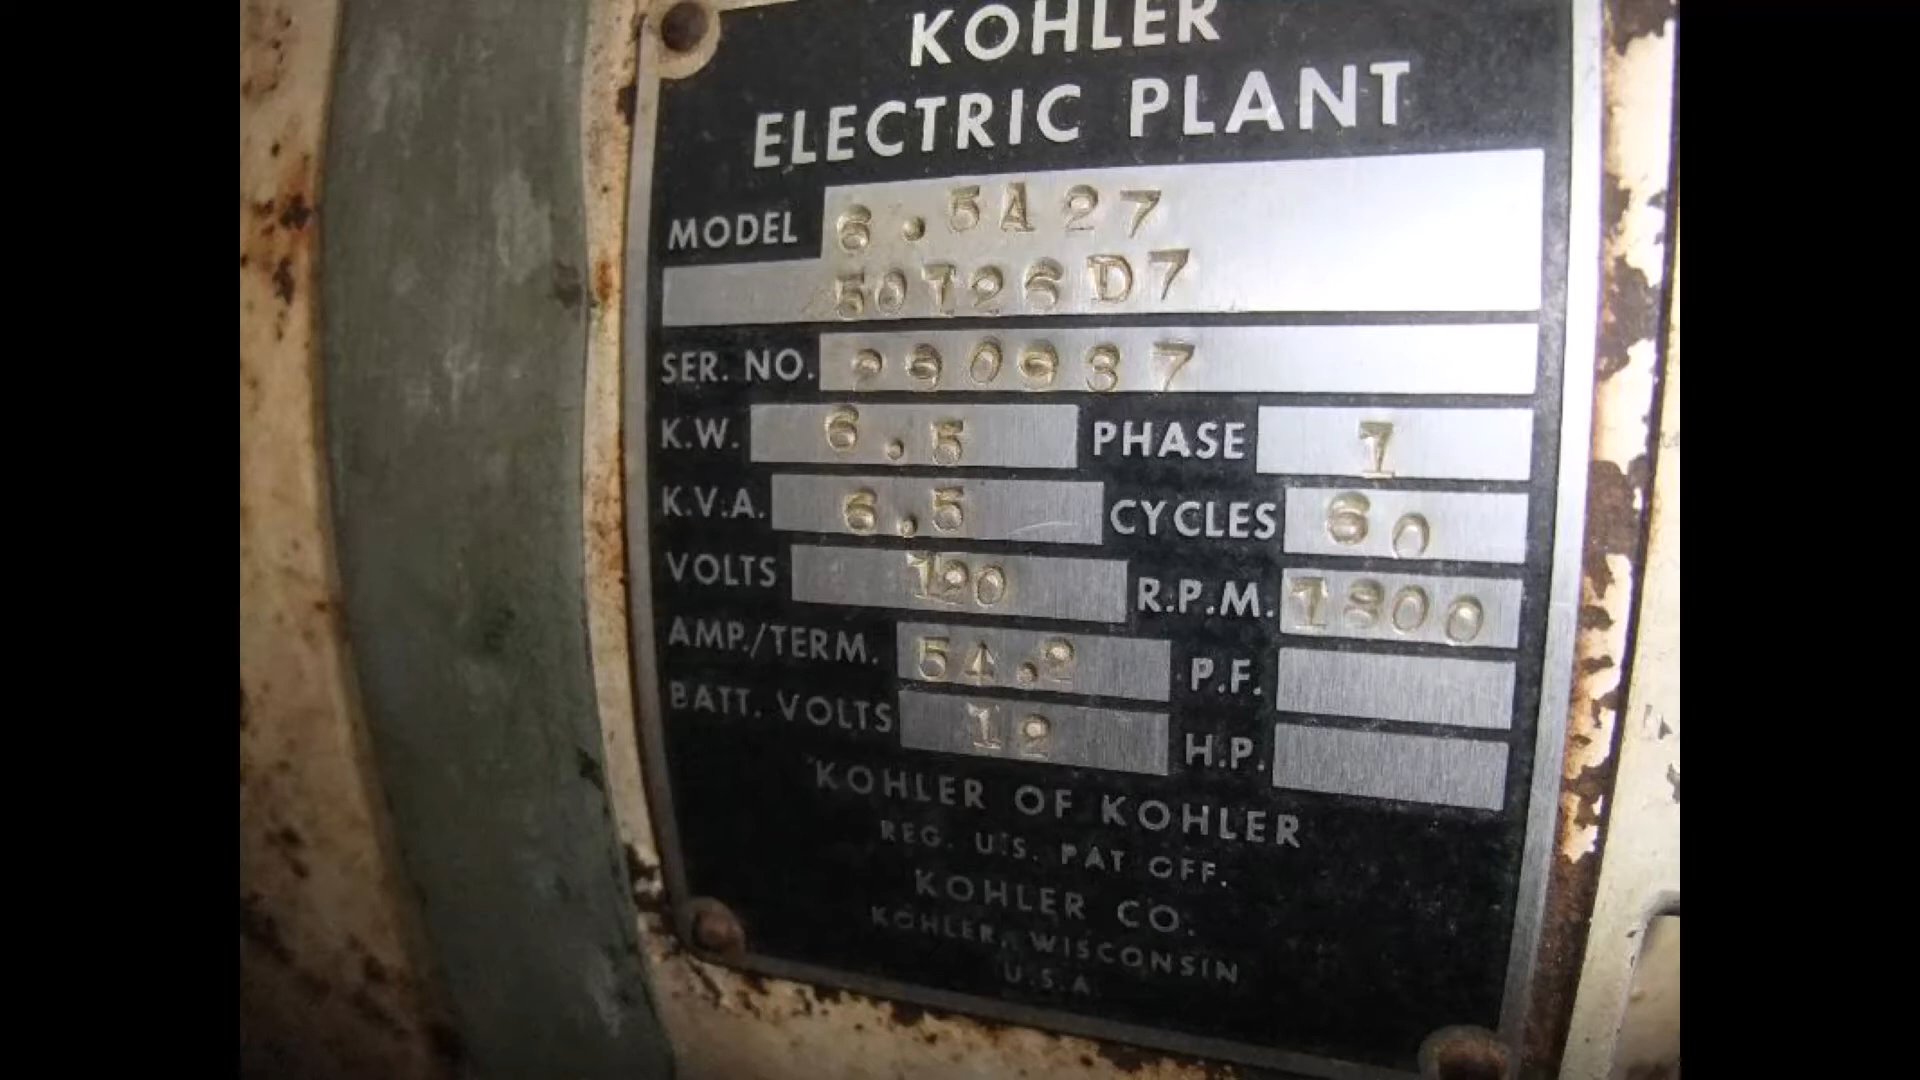 KOHLER
ELECTRIC PLANT
MODEL 6.5A27
50726D7
SER. NO.
K.W. 6.5 PHASE 1
K.V.A. 6.5 CYCLES 60
VOLTS 120 R.P.M. 1800
AMP./TERM. 54.2 P.F.
BATT. VOLTS 12 H.P.
KOHLER OF KOHLER
REG. U.S. PAT OFF.
KOHLER CO.
KOHLER, WISCONSIN
U.S.A.